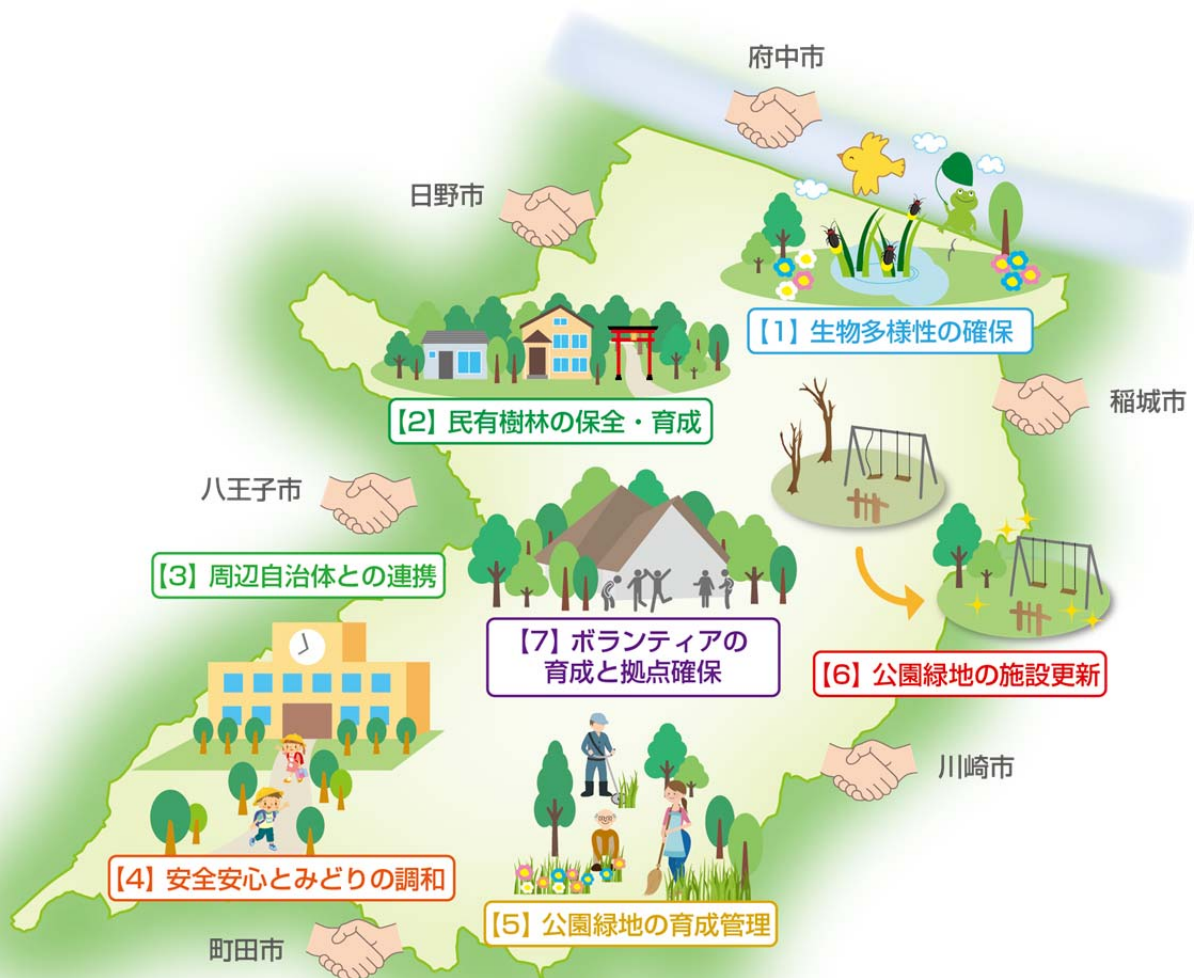 府中市
日野市
【1】生物多様性の確保
稲城市
【2】民有樹林の保全・育成
八王子市
【3】周辺自治体との連携
【7】ボランティアの
育成と拠点確保
【6】公園緑地の施設更新
川崎市
【4】安全安心とみどりの調和
【5】公園緑地の育成管理
町田市